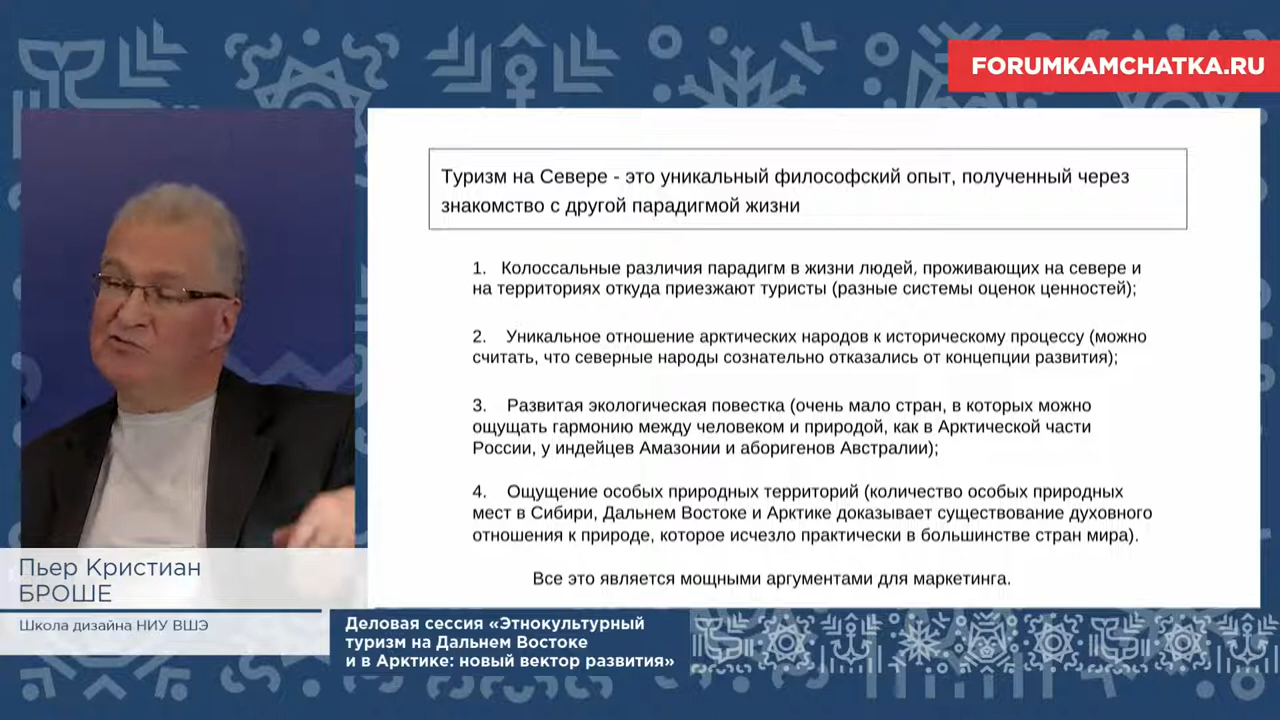 FORUMKAMCHATKA.RU
Туризм на Севере - это уникальный философский опыт, полученный через
знакомство с другой парадигмой жизни
1. Колоссальные различия парадигм в жизни людей, проживающих на севере и
на территориях откуда приезжают туристы (разные системы оценок ценностей);
2. Уникальное отношение арктических народов к историческому процессу (можно
считать, что северные народы сознательно отказались от концепции развития);
3. Развитая экологическая повестка (очень мало стран, в которых можно
ощущать гармонию между человеком и природой, как в Арктической части
России, у индейцев Амазонии и аборигенов Австралии);
4. Ощущение особых природных территорий (количество особых природных
мест в Сибири, Дальнем Востоке и Арктике доказывает существование духовного
отношения к природе, которое исчезло практически в большинстве стран мира).
Все это является мощными аргументами для маркетинга.
Пьер Кристиан
БРОШЕ
Школа дизайна НИУ ВШЭ
Деловая сессия «Этнокультурный
туризм на Дальнем Востоке
и в Арктике: новый вектор развития»